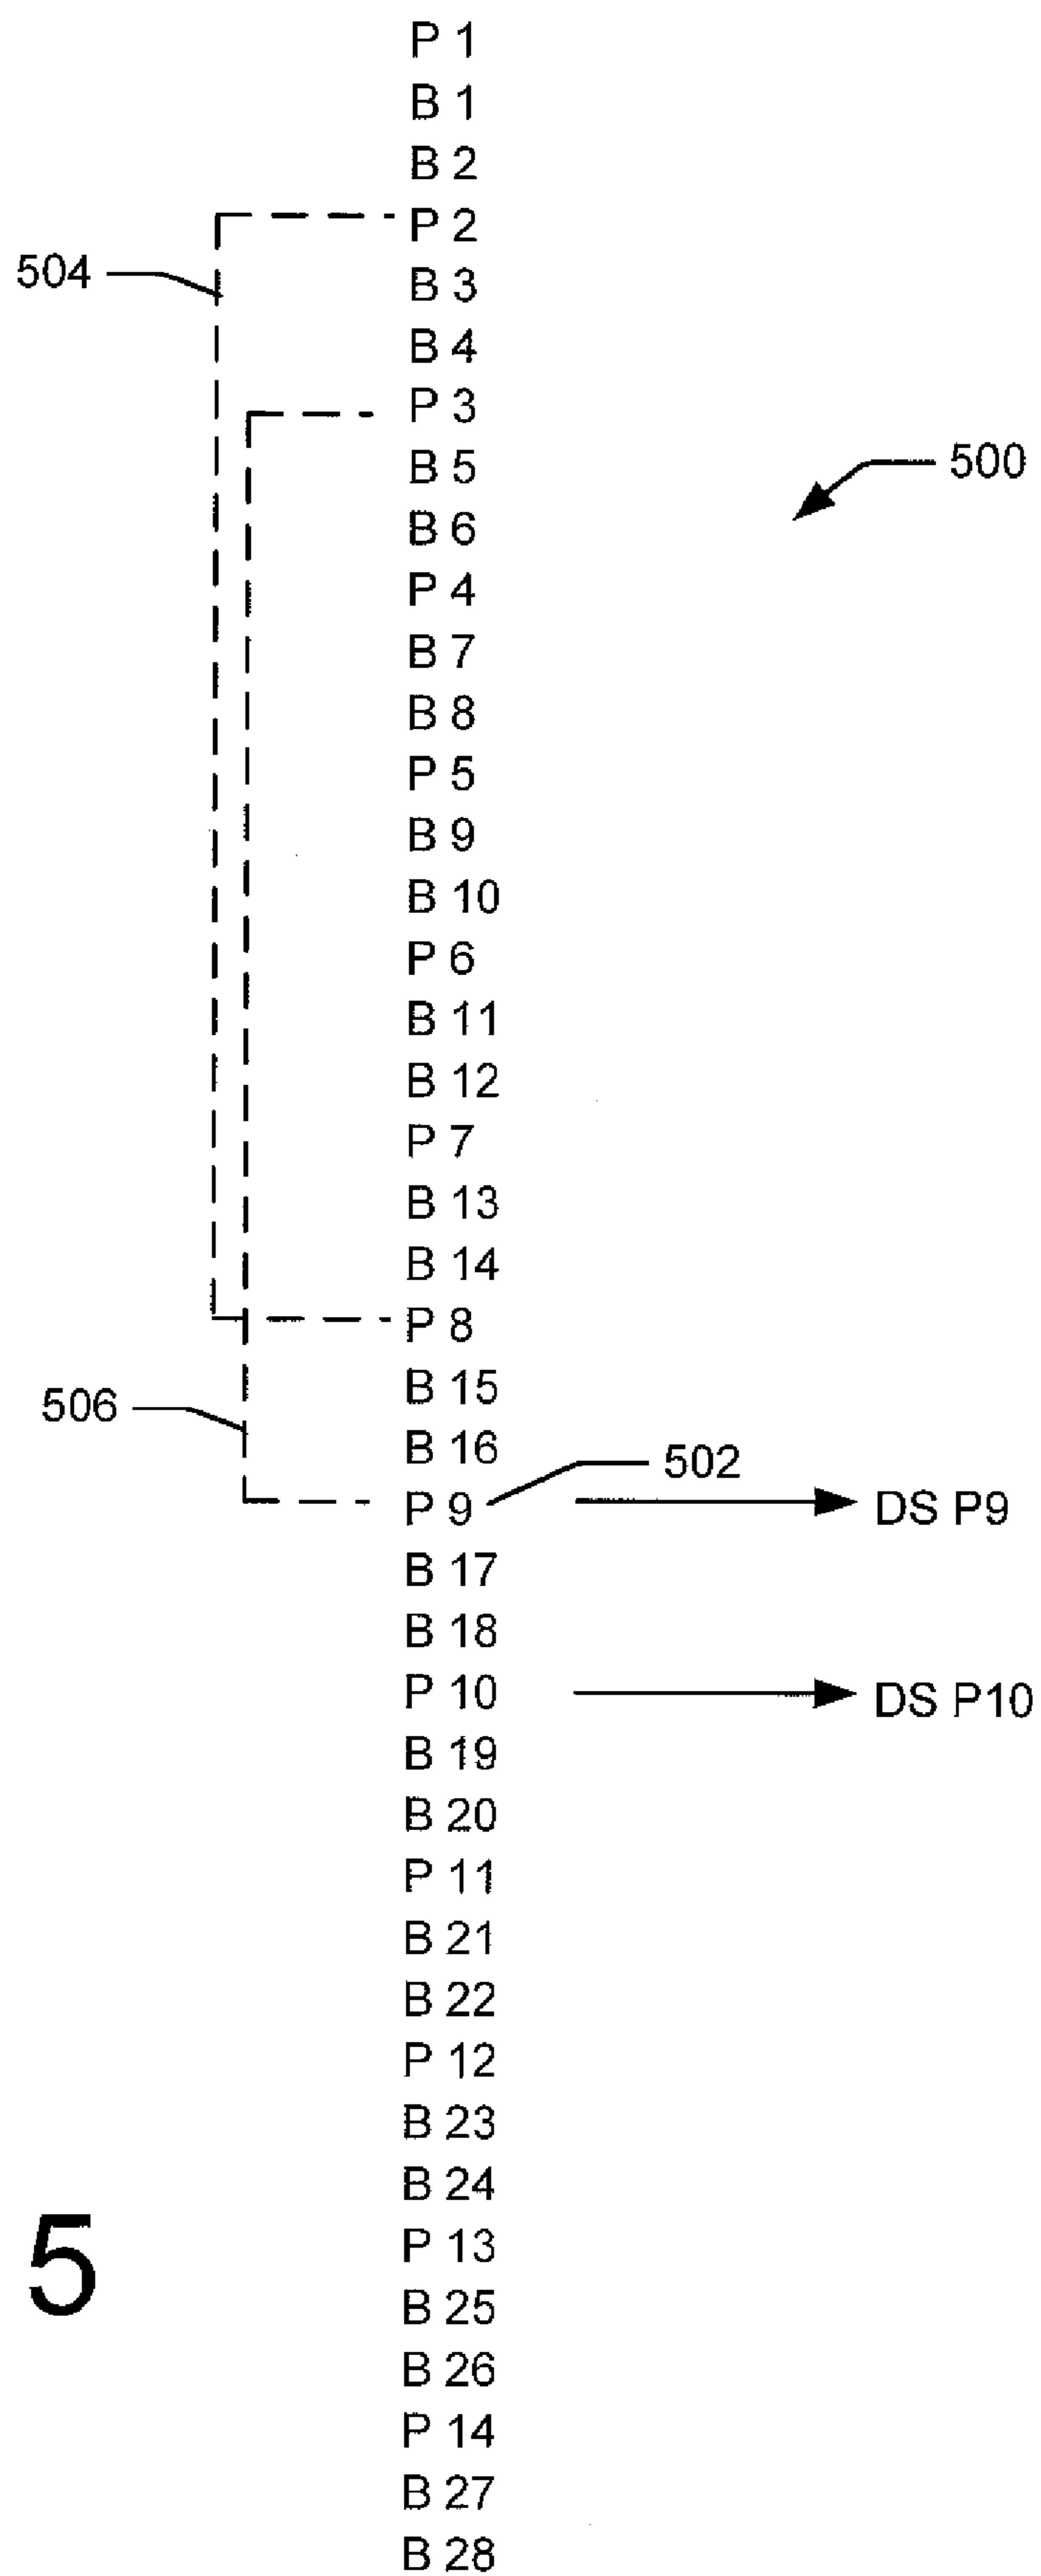 P 1
B 1
B 2
P 2
504
B 3
B 4
P 3
B 5
500
B 6
P 4
B 7
B 8
P 5
B 9
B 10
P 6
B 11
B 12
P 7
B 13
B 14
P 8
B 15
506
B 16
502
P 9
DS P9
B 17
B 18
P 10
DS P10
B 19
B 20
P 11
B 21
B 22
P 12
B 23
B 24
P 13
5
B 25
B 26
P 14
B 27
B 28